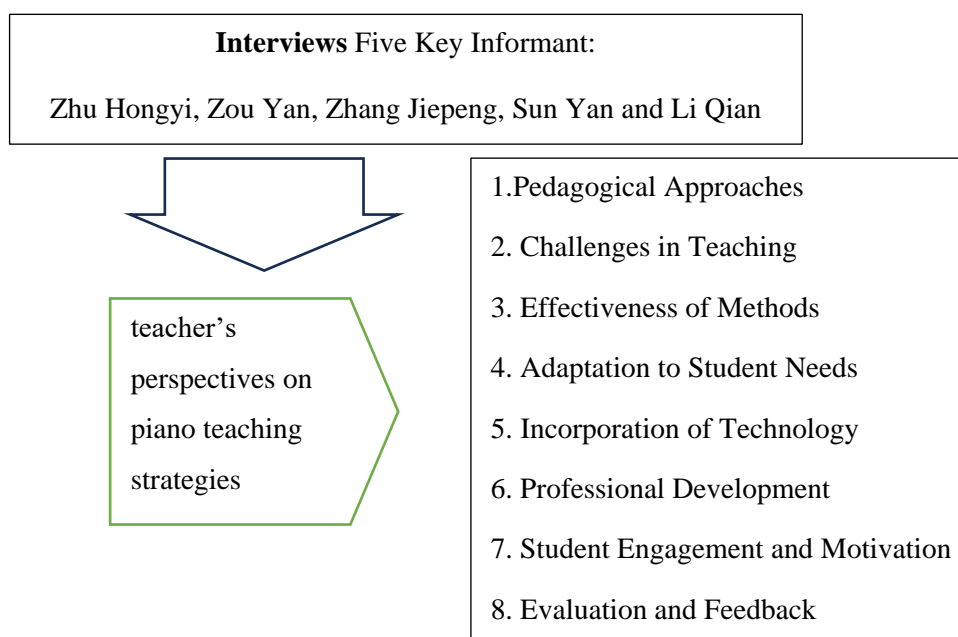 Interviews Five Key Informant:
Zhu Hongyi, Zou Yan, Zhang Jiepeng, Sun Yan and Li Qian
teacher’s
perspectives on
piano teaching
strategies
1.Pedagogical Approaches
2. Challenges in Teaching
3. Effectiveness of Methods
4. Adaptation to Student Needs
5. Incorporation of Technology
6. Professional Development
7. Student Engagement and Motivation
8. Evaluation and Feedback